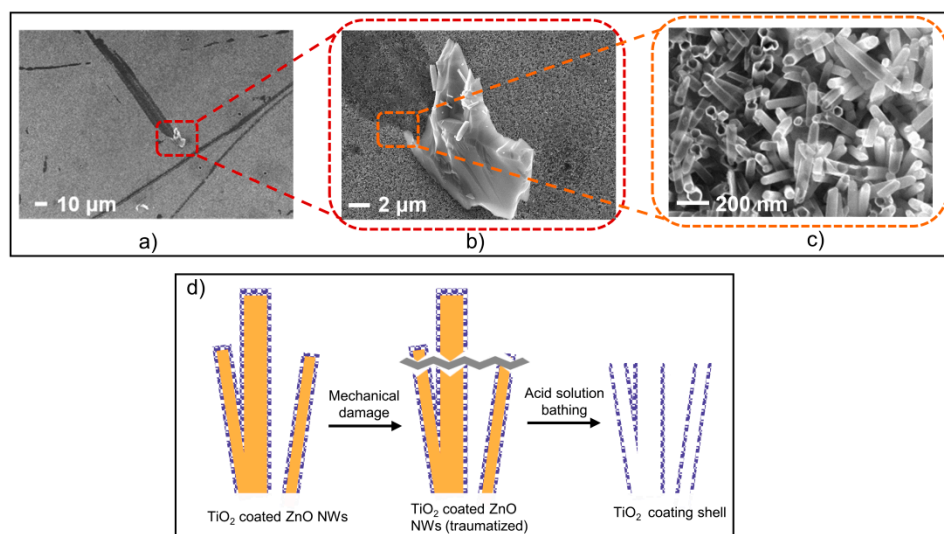 10 µm
2 µm
200 nm
a)
b)
c)
d)
Mechanical
damage
Acid solution
bathing
TiO₂ coated ZnO NWs
TiO₂ coated ZnO
NWs (traumatized)
TiO₂ coating shell